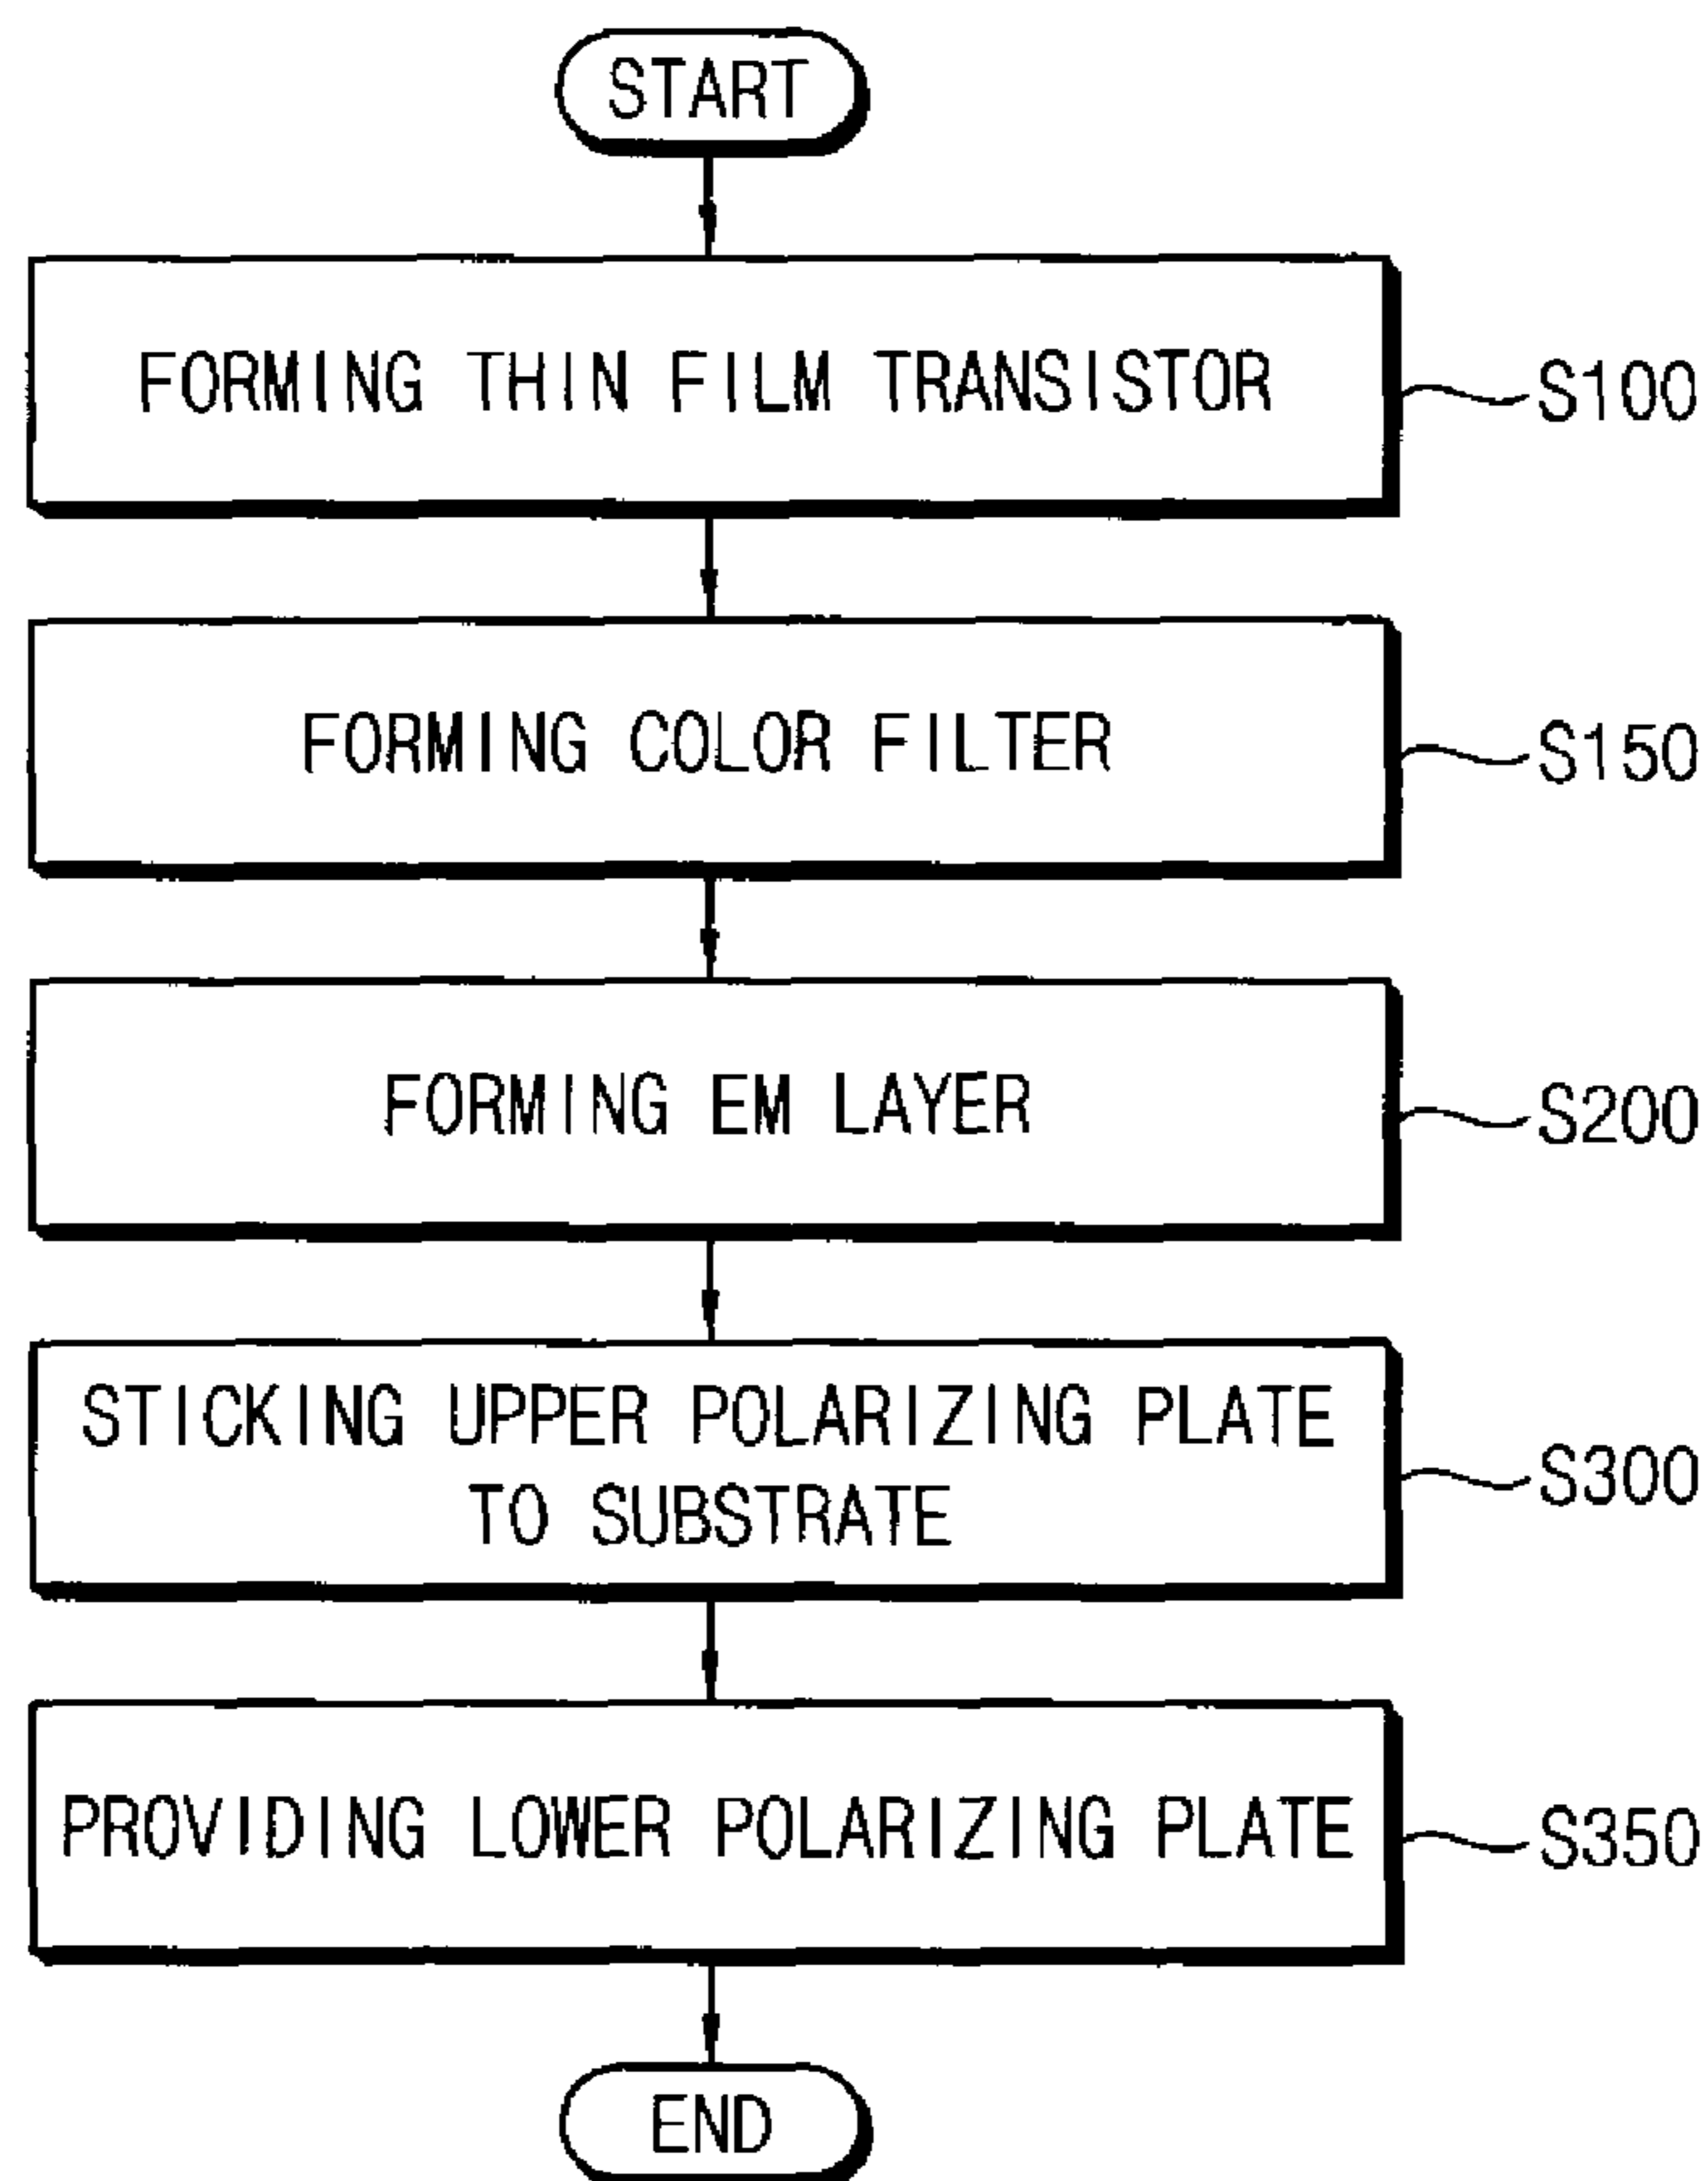 START
FORMING THIN FILM TRANSISTOR
S100
FORMING COLOR FILTER
S150
FORMING EM LAYER
S200
STICKING UPPER POLARIZING PLATE
TO SUBSTRATE
S300
PROVIDING LOWER POLARIZING PLATE
S350
END